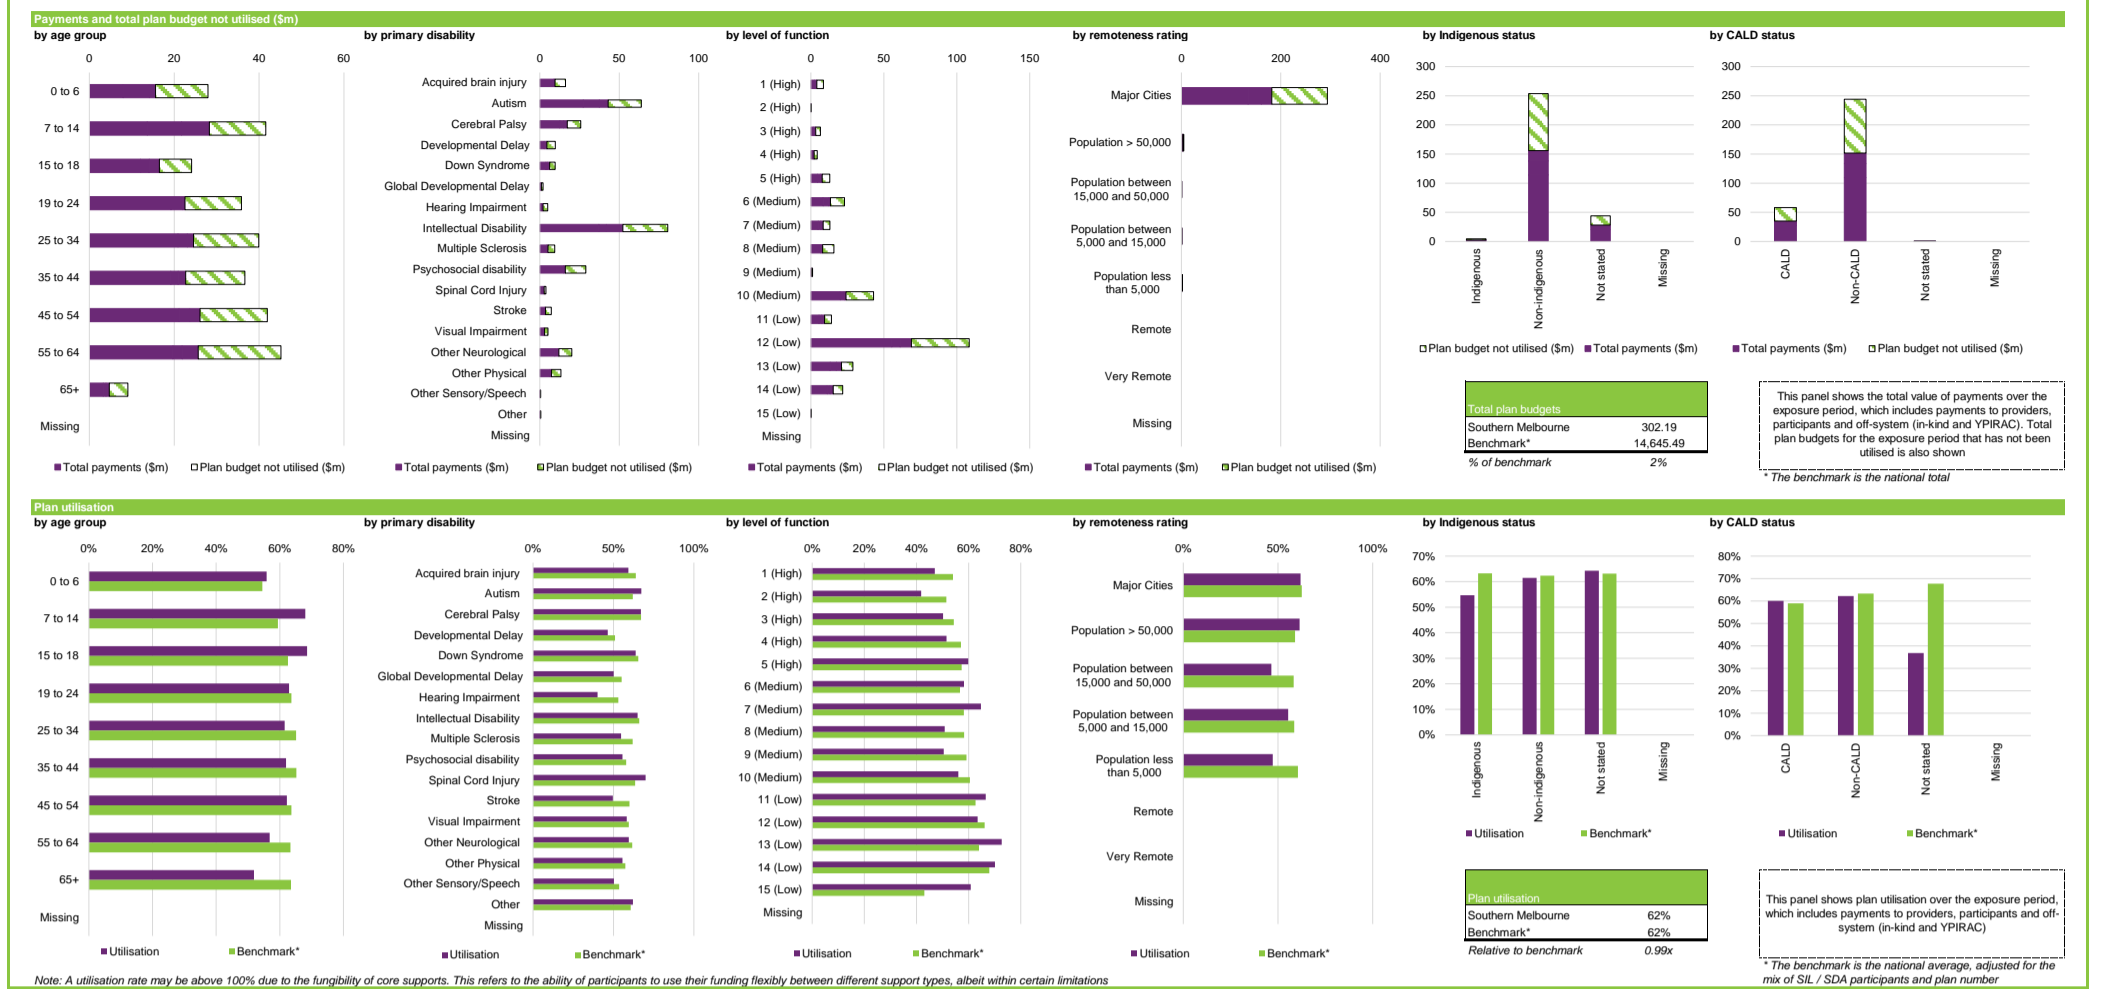 Payments and total plan budget not utilised ($m)
by age group
0 20 40 60
0 to 6
7 to 14
15 to 18
19 to 24
25 to 34
35 to 44
45 to 54
55 to 64
65+
Missing
Total payments ($m) Plan budget not utilised ($m)
by primary disability
0 50 100
Acquired brain injury
Autism
Cerebral Palsy
Developmental Delay
Down Syndrome
Global Developmental Delay
Hearing Impairment
Intellectual Disability
Multiple Sclerosis
Psychosocial disability
Spinal Cord Injury
Stroke
Visual Impairment
Other Neurological
Other Physical
Other Sensory/Speech
Other
Missing
Total payments ($m) Plan budget not utilised ($m)
by level of function
0 50 100 150
1 (High)
2 (High)
3 (High)
4 (High)
5 (High)
6 (Medium)
7 (Medium)
8 (Medium)
9 (Medium)
10 (Medium)
11 (Low)
12 (Low)
13 (Low)
14 (Low)
15 (Low)
Missing
Total payments ($m) Plan budget not utilised ($m)
by remoteness rating
0 200 400
Major Cities
Population > 50,000
Population between
15,000 and 50,000
Population between
5,000 and 15,000
Population less
than 5,000
Remote
Very Remote
Missing
Total payments ($m) Plan budget not utilised ($m)
by Indigenous status
300
250
200
150
100
50
0
Indigenous
Non-indigenous
Not stated
Missing
Plan budget not utilised ($m) Total payments ($m)
by CALD status
300
250
200
150
100
50
0
CALD
Non-CALD
Not stated
Missing
Total payments ($m) Plan budget not utilised ($m)
Total plan budgets
Southern Melbourne 302.19
Benchmark* 14,645.49
% of benchmark 2%
This panel shows the total value of payments over the
exposure period, which includes payments to providers,
participants and off-system (in-kind and YPIRAC). Total
plan budgets for the exposure period that has not been
utilised is also shown
* The benchmark is the national total
Plan utilisation
by age group
0% 20% 40% 60% 80%
0 to 6
7 to 14
15 to 18
19 to 24
25 to 34
35 to 44
45 to 54
55 to 64
65+
Missing
Utilisation Benchmark*
by primary disability
0% 50% 100%
Acquired brain injury
Autism
Cerebral Palsy
Developmental Delay
Down Syndrome
Global Developmental Delay
Hearing Impairment
Intellectual Disability
Multiple Sclerosis
Psychosocial disability
Spinal Cord Injury
Stroke
Visual Impairment
Other Neurological
Other Physical
Other Sensory/Speech
Other
Missing
Utilisation Benchmark*
by level of function
0% 20% 40% 60% 80%
1 (High)
2 (High)
3 (High)
4 (High)
5 (High)
6 (Medium)
7 (Medium)
8 (Medium)
9 (Medium)
10 (Medium)
11 (Low)
12 (Low)
13 (Low)
14 (Low)
15 (Low)
Missing
Utilisation Benchmark*
by remoteness rating
0% 50% 100%
Major Cities
Population > 50,000
Population between
15,000 and 50,000
Population between
5,000 and 15,000
Population less
than 5,000
Remote
Very Remote
Missing
Utilisation Benchmark*
by Indigenous status
70%
60%
50%
40%
30%
20%
10%
0%
Indigenous
Non-indigenous
Not stated
Missing
Utilisation Benchmark*
by CALD status
80%
70%
60%
50%
40%
30%
20%
10%
0%
CALD
Non-CALD
Not stated
Missing
Utilisation Benchmark*
Plan utilisation
Southern Melbourne 62%
Benchmark* 62%
Relative to benchmark 0.99x
This panel shows plan utilisation over the exposure period,
which includes payments to providers, participants and off-
system (in-kind and YPIRAC)
* The benchmark is the national average, adjusted for the
mix of SIL / SDA participants and plan number
Note: A utilisation rate may be above 100% due to the fungibility of core supports. This refers to the ability of participants to use their funding flexibly between different support types, albeit within certain limitations